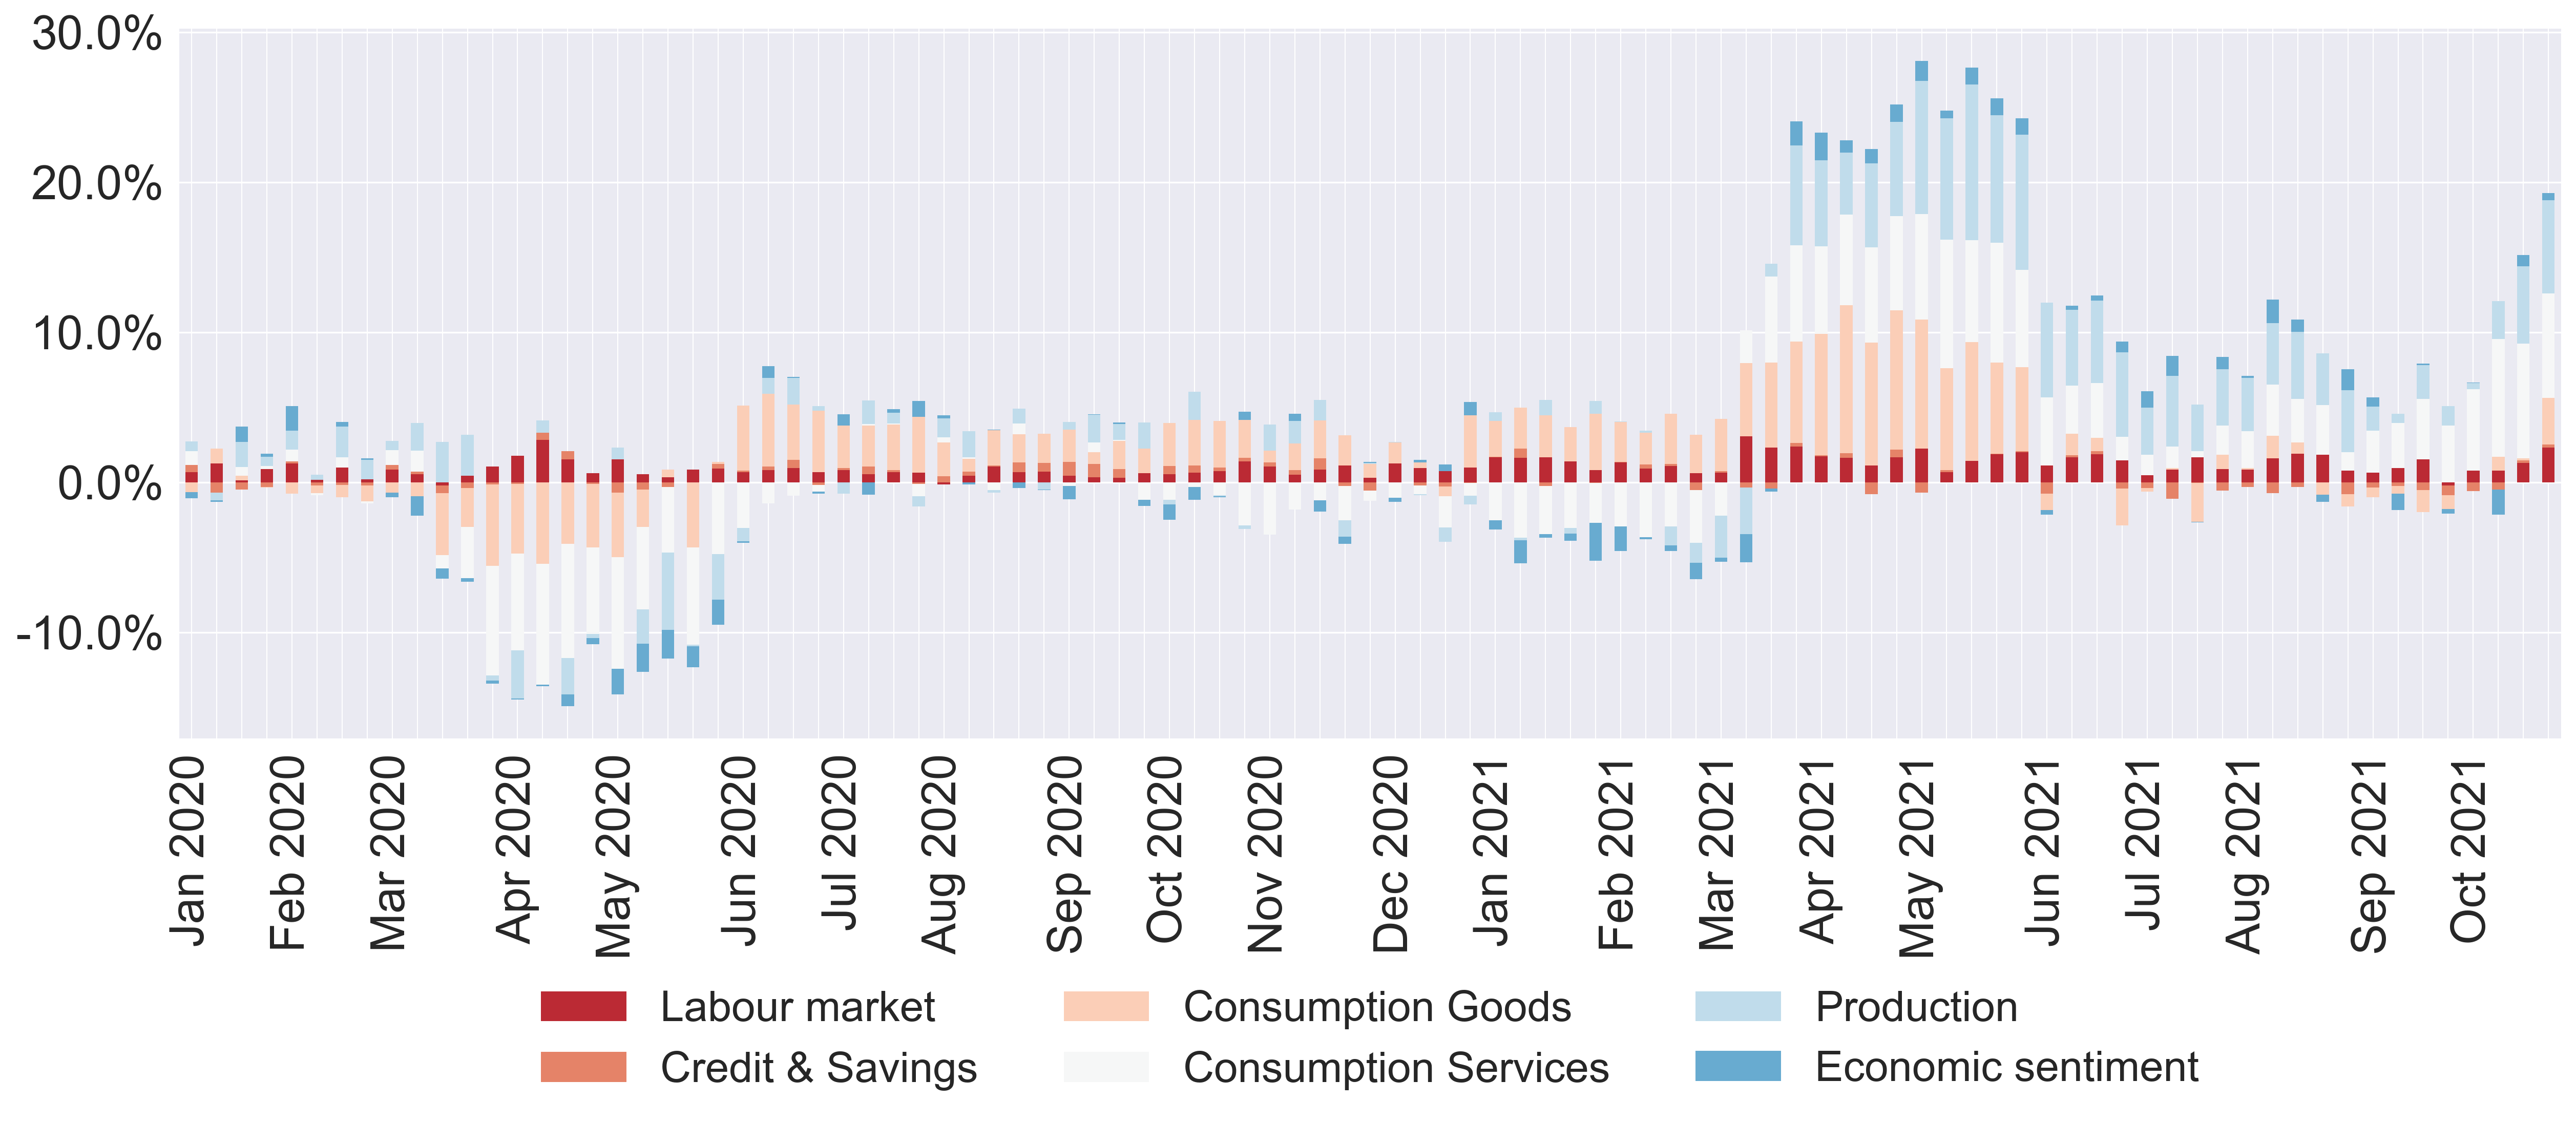 30.0%
20.0%
10.0%
0.0%
-10.0%
Jan 2020
Feb 2020
Mar 2020
Apr 2020
May 2020
Jun 2020
Jul 2020
Aug 2020
Sep 2020
Oct 2020
Nov 2020
Dec 2020
Jan 2021
Feb 2021
Mar 2021
Apr 2021
May 2021
Jun 2021
Jul 2021
Aug 2021
Sep 2021
Oct 2021
Labour market
Consumption Goods
Production
Credit & Savings
Consumption Services
Economic sentiment